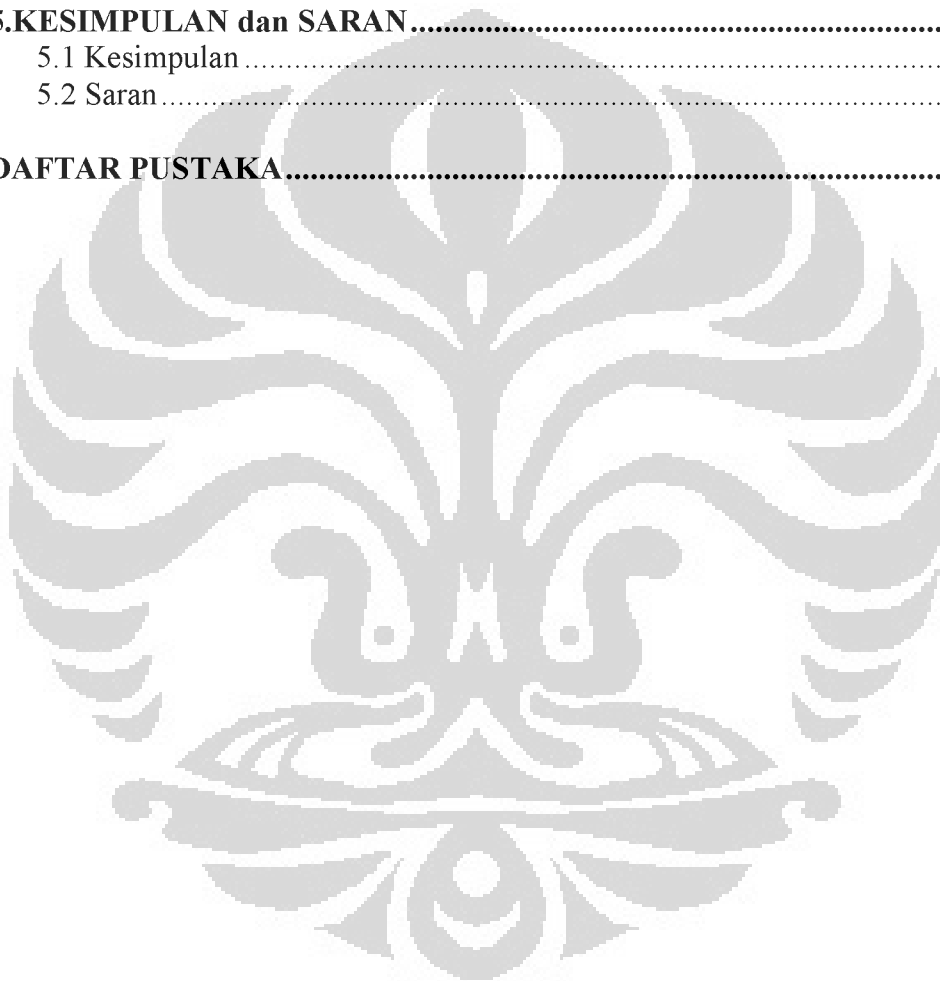 5.KESIMPULAN dan SARAN........................................................................
5.1 Kesimpulan.....................................................................................
5.2 Saran...............................................................................................
DAFTAR PUSTAKA.................................................................................